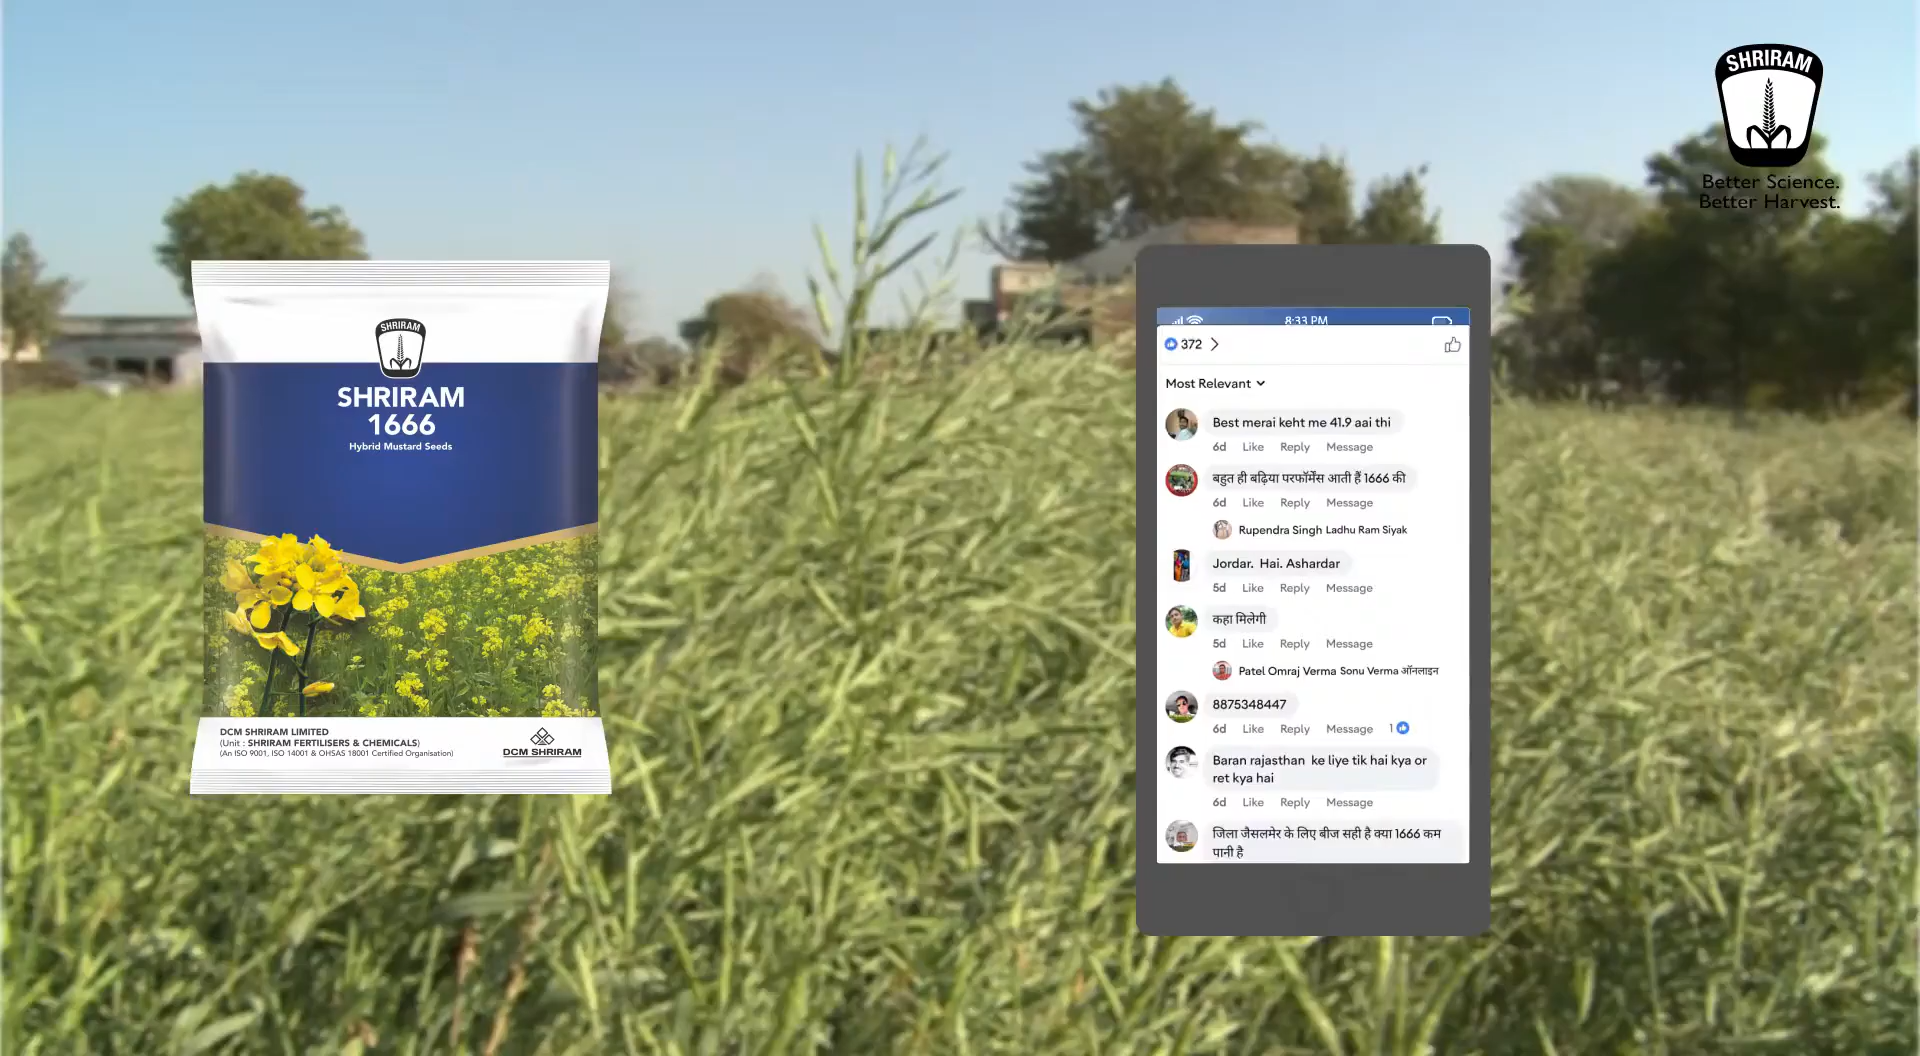 SHRIRAM
Better Science.
Better Harvest.
SHRIRAM
SHRIRAM
1666
Hybrid Mustard Seeds
DCM SHRIRAM LIMITED
(Unit : SHRIRAM FERTILISERS & CHEMICALS)
(An ISO 9001, ISO 14001 & OHSAS 18001 Certified Organisation)
DCM SHRIRAM
8:33 PM
372
Most Relevant
Best merai keht me 41.9 aai thi
6d Like Reply Message
बहुत ही बढ़िया परफॉर्मेंस आती हैं 1666 की
6d Like Reply Message
Rupendra Singh Ladhu Ram Siyak
Jordar. Hai. Ashardar
5d Like Reply Message
कहा मिलेगी
5d Like Reply Message
Patel Omraj Verma Sonu Verma ऑनलाइन
8875348447
6d Like Reply Message 1
Baran rajasthan ke liye tik hai kya or
ret kya hai
6d Like Reply Message
जिला जैसलमेर के लिए बीज सही है क्या 1666 कम
पानी है